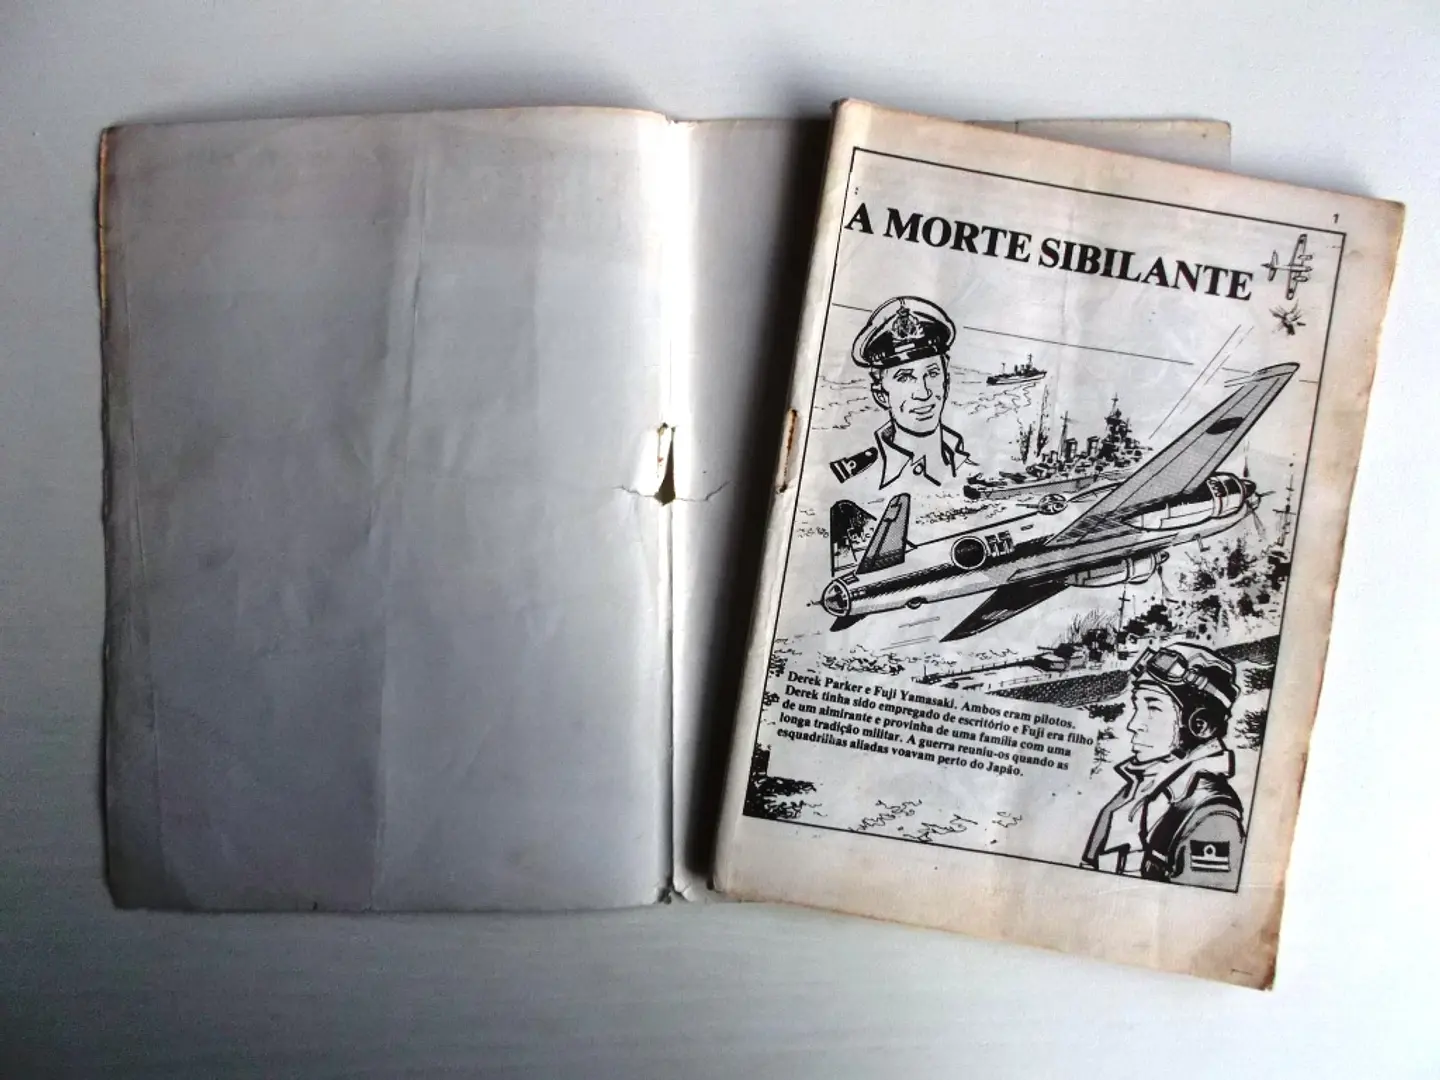 1
A MORTE SIBILANTE
Derek Parker e Fuji Yamasaki. Ambos eram pilotos.
Derek tinha sido empregado de escritório e Fuji era filho
de um almirante e provinha de uma família com uma
longa tradição militar. A guerra reuniu-os quando as
esquadrilhas aliadas voavam perto do Japão.